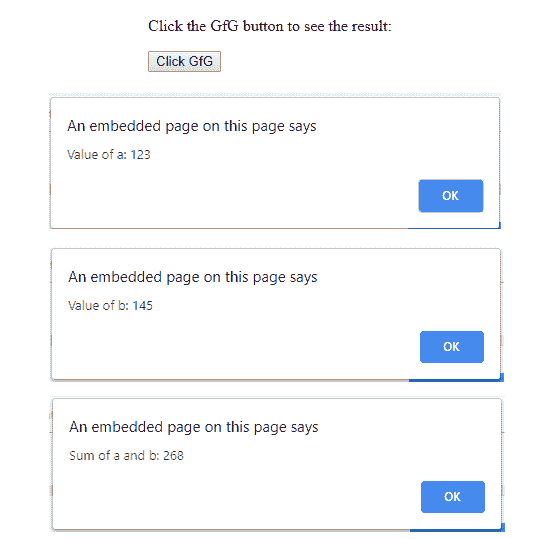 Click the GfG button to see the result:
Click GfG
An embedded page on this page says
Value of a: 123
OK
An embedded page on this page says
Value of b: 145
OK
An embedded page on this page says
Sum of a and b: 268
OK